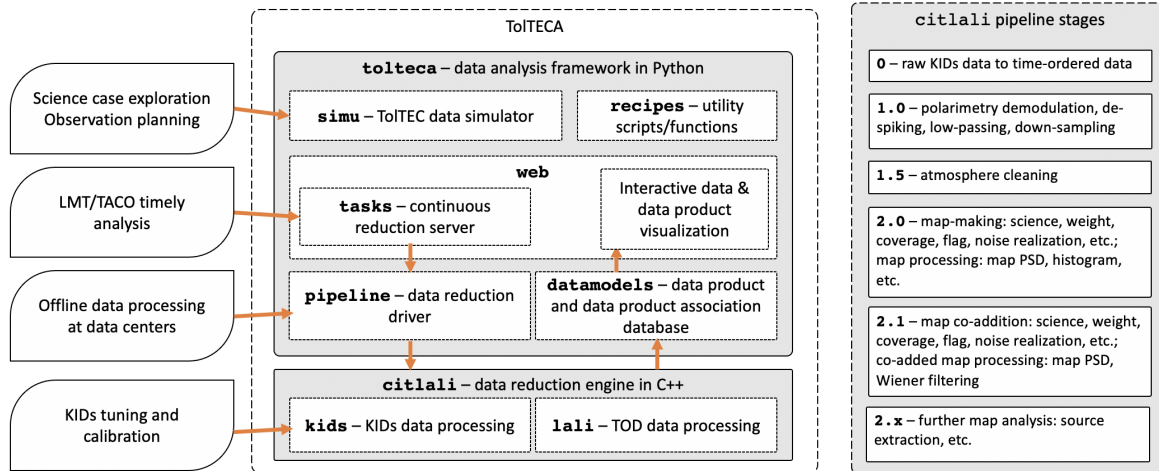 TolTECA
tolteca – data analysis framework in Python
Science case exploration
Observation planning
simu – TolTEC data simulator
recipes – utility
scripts/functions
web
LMT/TACO timely
analysis
tasks – continuous
reduction server
Interactive data &
data product
visualization
Offline data processing
at data centers
pipeline – data reduction
driver
datamodels – data product
and data product association
database
citlali – data reduction engine in C++
KIDs tuning and
calibration
kids – KIDs data processing
lali – TOD data processing
citlali pipeline stages
0 – raw KIDs data to time-ordered data
1.0 – polarimetry demodulation, de-
spiking, low-passing, down-sampling
1.5 – atmosphere cleaning
2.0 – map-making: science, weight,
coverage, flag, noise realization, etc.;
map processing: map PSD, histogram,
etc.
2.1 – map co-addition: science, weight,
coverage, flag, noise realization, etc.;
co-added map processing: map PSD,
Wiener filtering
2.x – further map analysis: source
extraction, etc.